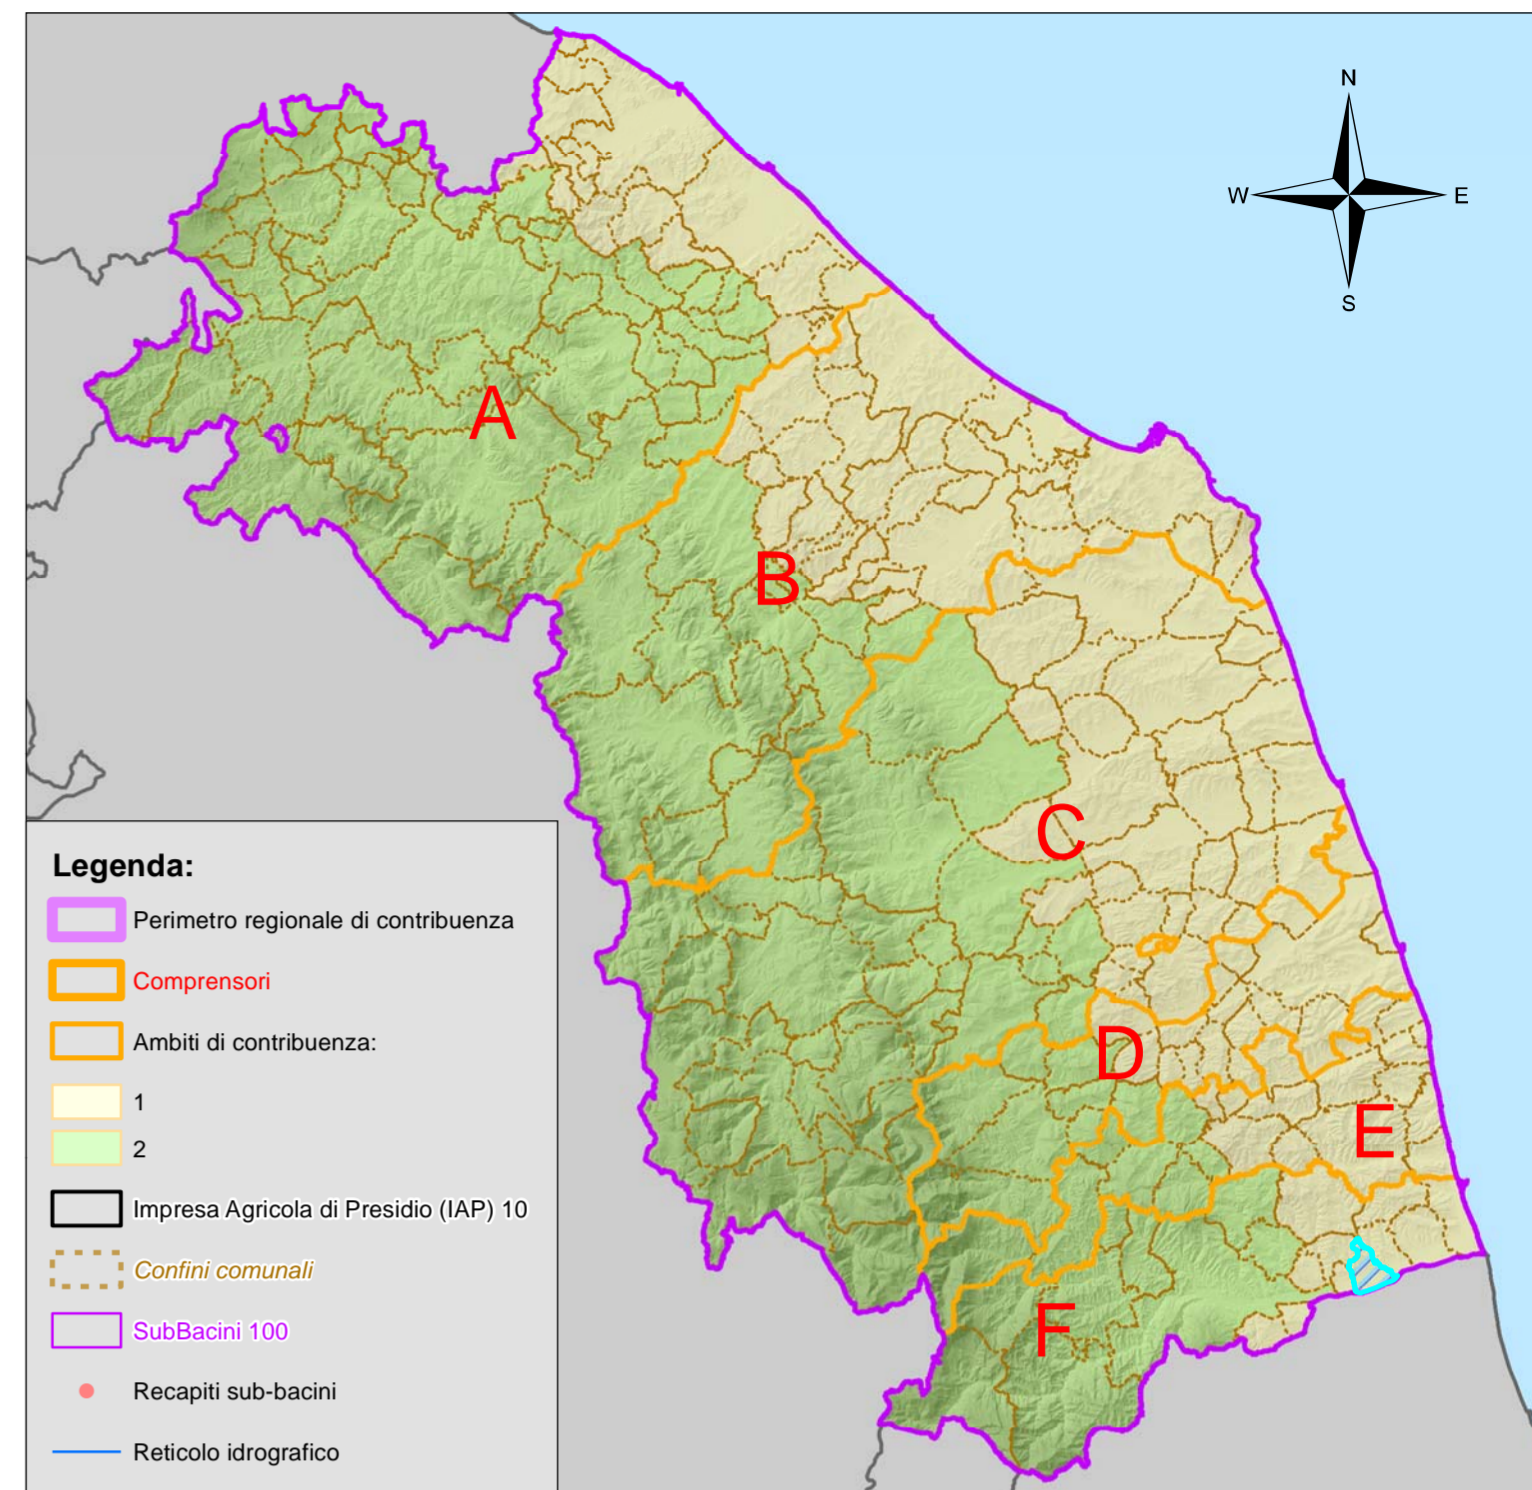 N
W
E
S
A
B
C
D
E
F
Legenda:
Perimetro regionale di contribuenza
Comprensori
Ambiti di contribuenza:
1
2
Impresa Agricola di Presidio (IAP) 10
Confini comunali
SubBacini 100
Recapiti sub-bacini
Reticolo idrografico